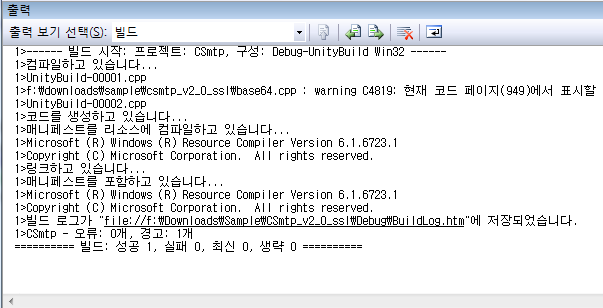 출력
출력 보기 선택(S): 빌드
1>------ 빌드 시작: 프로젝트: CSmtp, 구성: Debug-UnityBuild Win32 ------
1>컴파일하고 있습니다...
1>UnityBuild-00001.cpp
1>f:\downloads\sample\csmtp_v2_0_ssl\base64.cpp : warning C4819: 현재 코드 페이지(949)에서 표시할
1>UnityBuild-00002.cpp
1>코드를 생성하고 있습니다...
1>매니페스트를 리소스에 컴파일하고 있습니다...
1>Microsoft (R) Windows (R) Resource Compiler Version 6.1.6723.1
1>Copyright (C) Microsoft Corporation.  All rights reserved.
1>링크하고 있습니다...
1>매니페스트를 포함하고 있습니다...
1>Microsoft (R) Windows (R) Resource Compiler Version 6.1.6723.1
1>Copyright (C) Microsoft Corporation.  All rights reserved.
1>빌드 로그가 "file://f:\Downloads\Sample\CSmtp_v2_0_ssl\Debug\BuildLog.htm"에 저장되었습니다.
1>CSmtp - 오류: 0개, 경고: 1개
========== 빌드: 성공 1, 실패 0, 최신 0, 생략 0 ==========